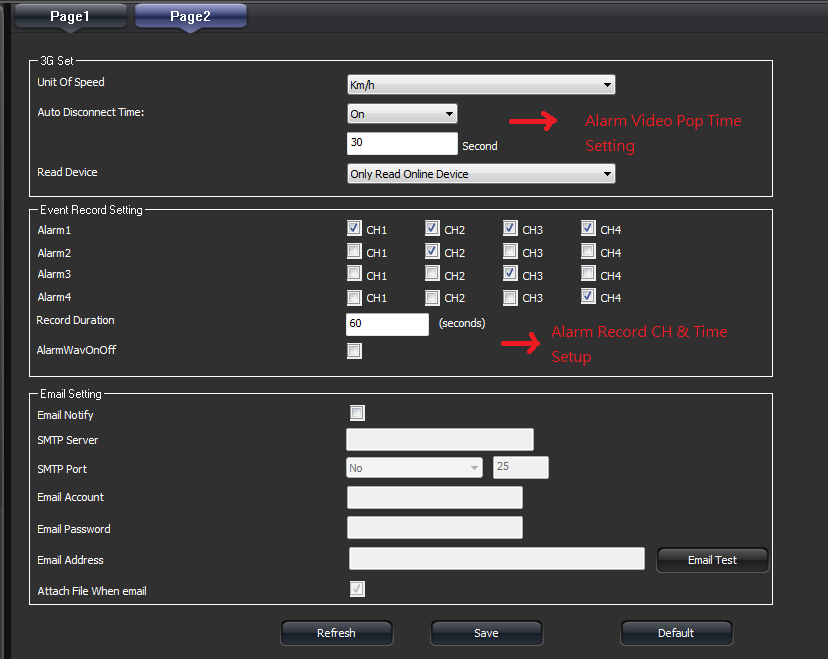 Page1 Page2
3G Set
Unit Of Speed Km/h
Auto Disconnect Time: On
Alarm Video Pop Time
Setting
30 Second
Read Device Only Read Online Device
Event Record Setting
Alarm1 CH1 CH2 CH3 CH4
Alarm2 CH1 CH2 CH3 CH4
Alarm3 CH1 CH2 CH3 CH4
Alarm4 CH1 CH2 CH3 CH4
Record Duration 60 (seconds)
Alarm Record CH & Time
Setup
AlarmWavOnOff
Email Setting
Email Notify
SMTP Server
SMTP Port No 25
Email Account
Email Password
Email Address Email Test
Attach File When email
Refresh Save Default